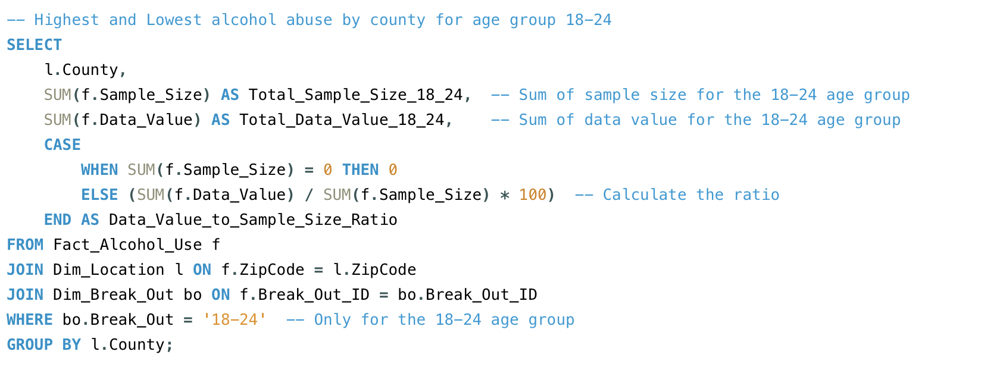 -- Highest and Lowest alcohol abuse by county for age group 18-24
SELECT
    l.County,
    SUM(f.Sample_Size) AS Total_Sample_Size_18_24,  -- Sum of sample size for the 18-24 age group
    SUM(f.Data_Value) AS Total_Data_Value_18_24,    -- Sum of data value for the 18-24 age group
    CASE
        WHEN SUM(f.Sample_Size) = 0 THEN 0
        ELSE (SUM(f.Data_Value) / SUM(f.Sample_Size) * 100)  -- Calculate the ratio
    END AS Data_Value_to_Sample_Size_Ratio
FROM Fact_Alcohol_Use f
JOIN Dim_Location l ON f.ZipCode = l.ZipCode
JOIN Dim_Break_Out bo ON f.Break_Out_ID = bo.Break_Out_ID
WHERE bo.Break_Out = '18-24'  -- Only for the 18-24 age group
GROUP BY l.County;